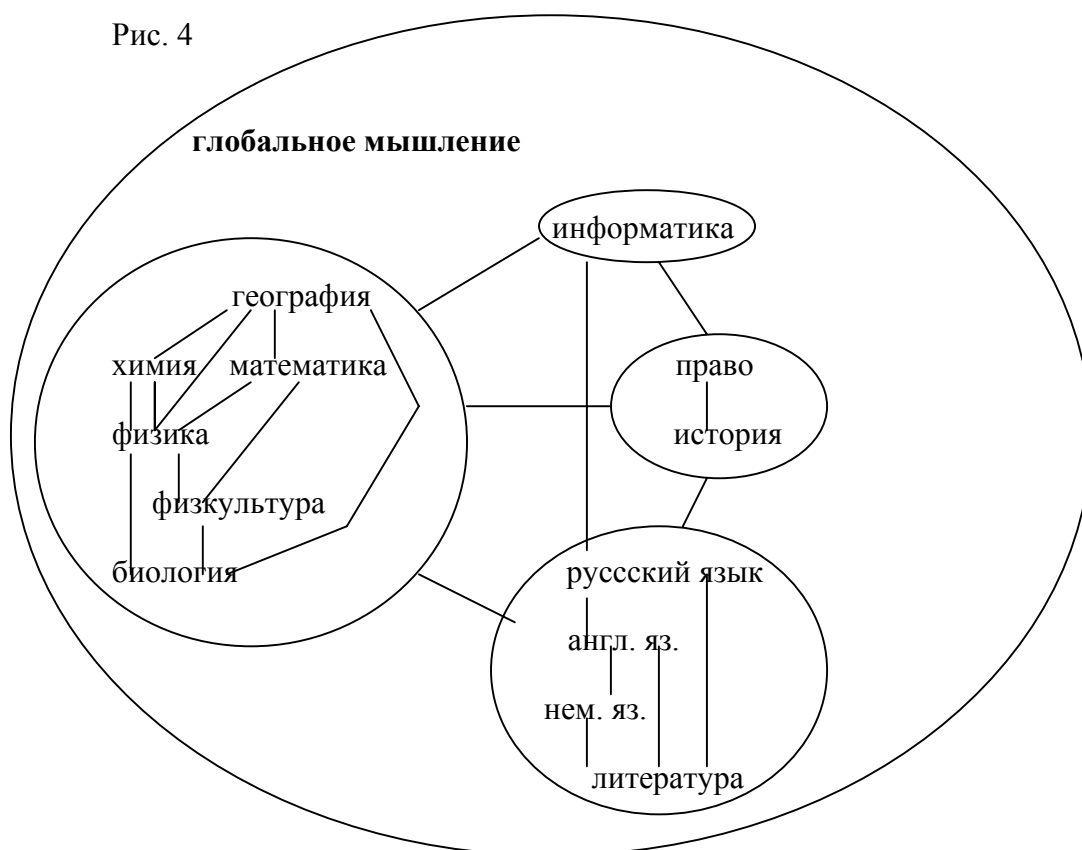 Рис. 4
глобальное мышление
информатика
география
химия математика
физика
физкультура
биология
право
история
руссский язык
англ. яз.
нем. яз.
литература